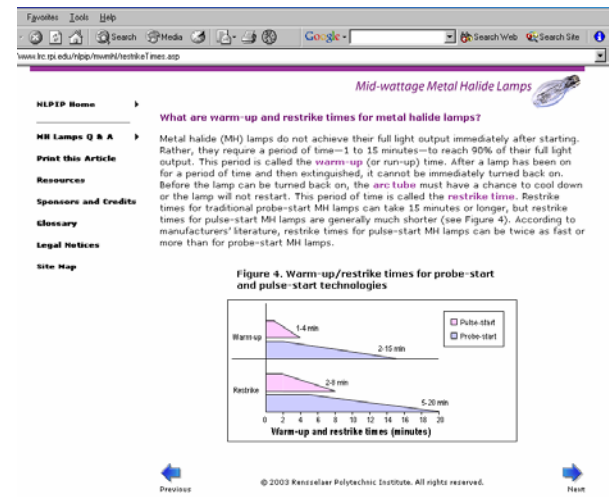 Favorites Tools Help
Search Media Google Search Web Search Site
www.lrc.rpi.edu/nlpip/mwmhl/restrikeTimes.asp
Mid-wattage Metal Halide Lamps
NLPIP Home
MH Lamps Q & A
Print this Article
Resources
Sponsors and Credits
Glossary
Legal Notices
Site Map
What are warm-up and restrike times for metal halide lamps?
Metal halide (MH) lamps do not achieve their full light output immediately after starting.
Rather, they require a period of time—1 to 15 minutes—to reach 90% of their full light
output. This period is called the warm-up (or run-up) time. After a lamp has been on
for a period of time and then extinguished, it cannot be immediately turned back on.
Before the lamp can be turned back on, the arc tube must have a chance to cool down
or the lamp will not restart. This period of time is called the restrike time. Restrike
times for traditional probe-start MH lamps can take 15 minutes or longer, but restrike
times for pulse-start MH lamps are generally much shorter (see Figure 4). According to
manufacturers' literature, restrike times for pulse-start MH lamps can be twice as fast or
more than for probe-start MH lamps.
Figure 4. Warm-up/restrike times for probe-start
and pulse-start technologies
Pulse-start
Probe-start
Warm-up
1-4 min
2-15 min
Restrike
2-8 min
5-20 min
0 2 4 6 8 10 12 14 16 18 20
Warm-up and restrike times (minutes)
Previous
© 2003 Rensselaer Polytechnic Institute. All rights reserved.
Next